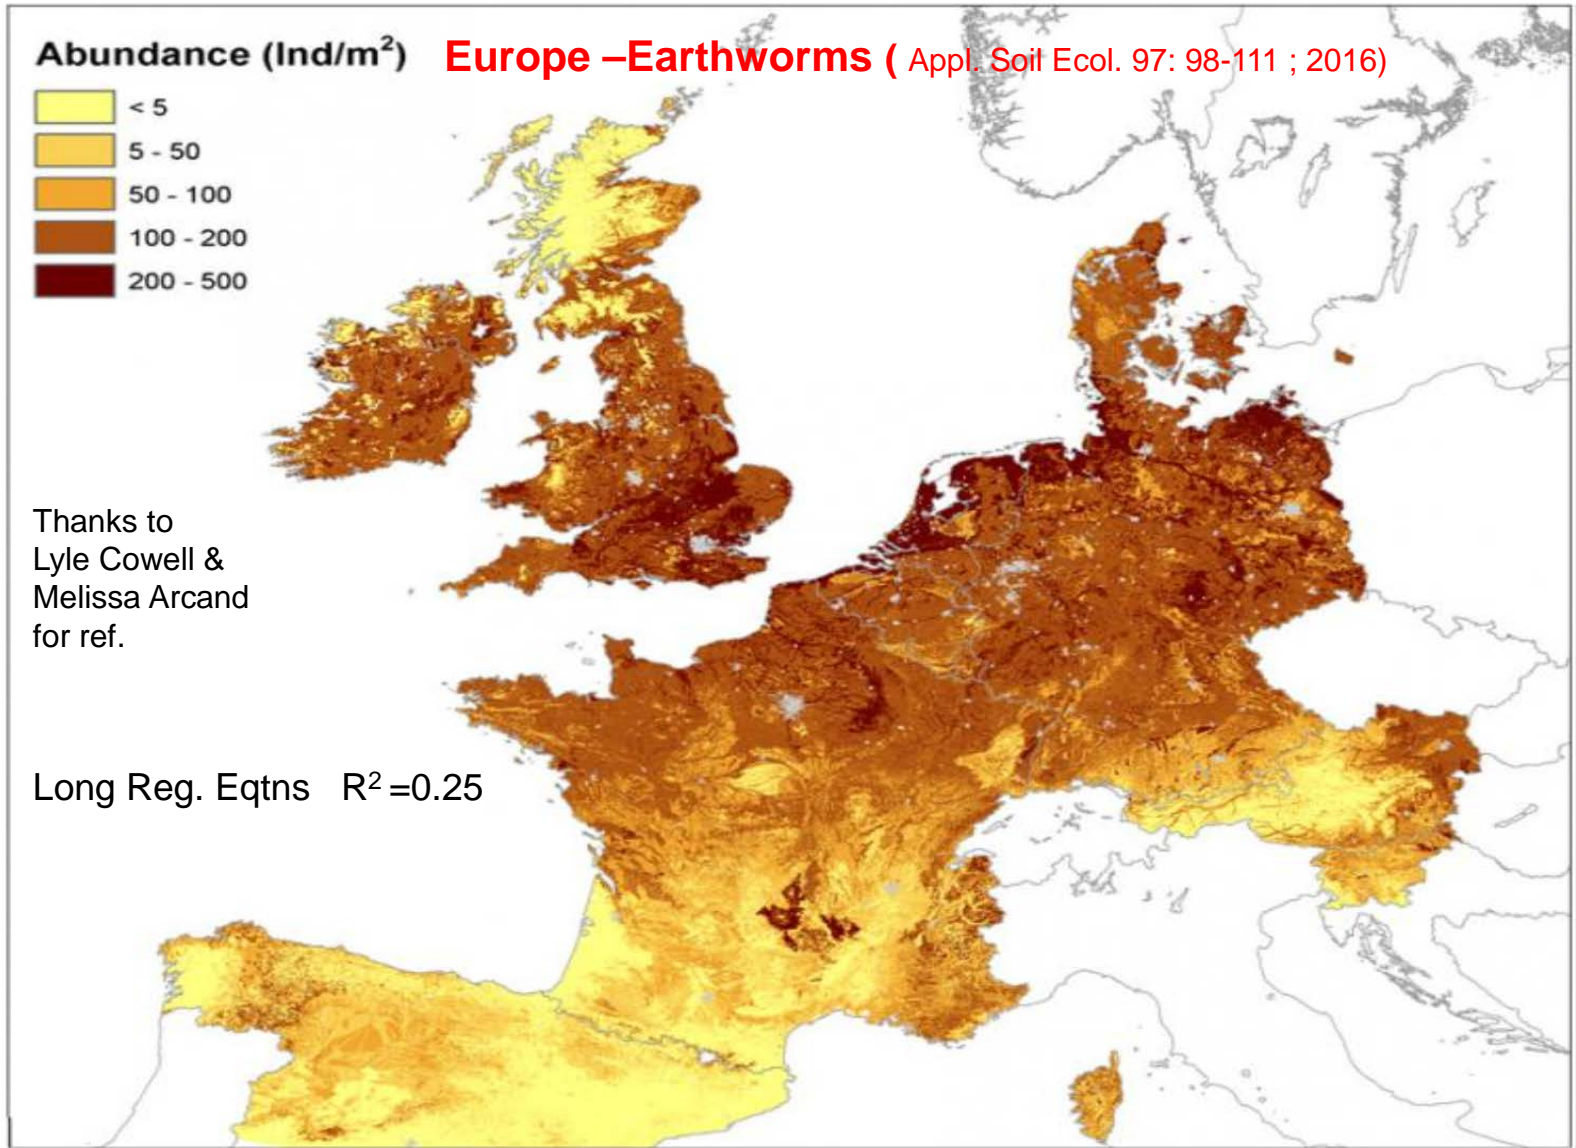 Abundance (Ind/m²)
Europe –Earthworms ( Appl. Soil Ecol. 97: 98-111 ; 2016)
< 5
5 - 50
50 - 100
100 - 200
200 - 500
Thanks to
Lyle Cowell &
Melissa Arcand
for ref.
Long Reg. Eqtns R² =0.25